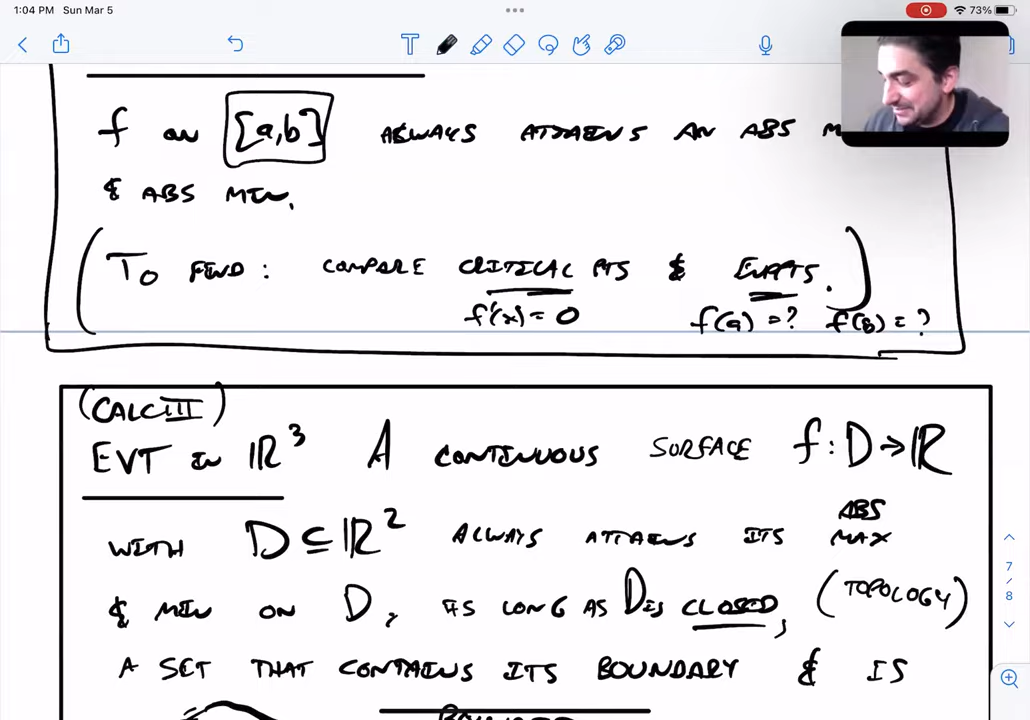 1:04 PM Sun Mar 5
73%
f on [a,b] ALWAYS ATTAINS AN ABS M
& ABS MIN.
(TO FIND: COMPARE CRITICAL PTS & ENDPTS.)
f'(x) = 0 f(a) = ? f(b) = ?
(CALC III)
EVT IN ℝ³ A CONTINUOUS SURFACE f: D → ℝ
WITH D ⊆ ℝ² ALWAYS ATTAINS ITS ABS MAX
& MIN ON D, AS LONG AS D IS CLOSED, (TOPOLOGY)
A SET THAT CONTAINS ITS BOUNDARY & IS
7/8